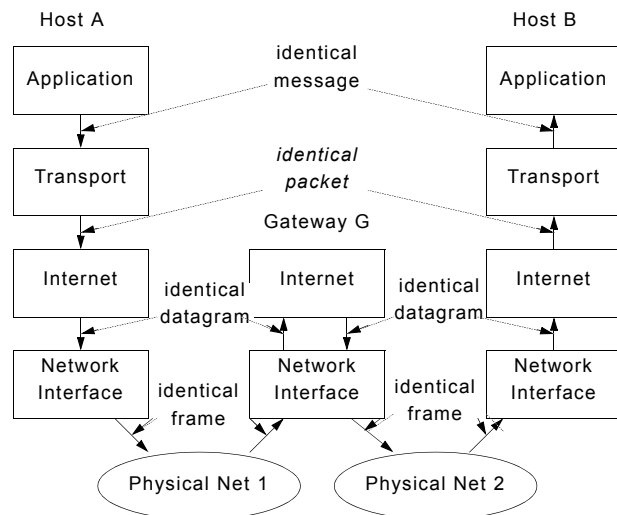 Host A
Host B
identical
message
Application
Application
identical
packet
Transport
Transport
Gateway G
Internet
Internet
Internet
identical
datagram
identical
datagram
Network
Interface
Network
Interface
Network
Interface
identical
frame
identical
frame
Physical Net 1
Physical Net 2